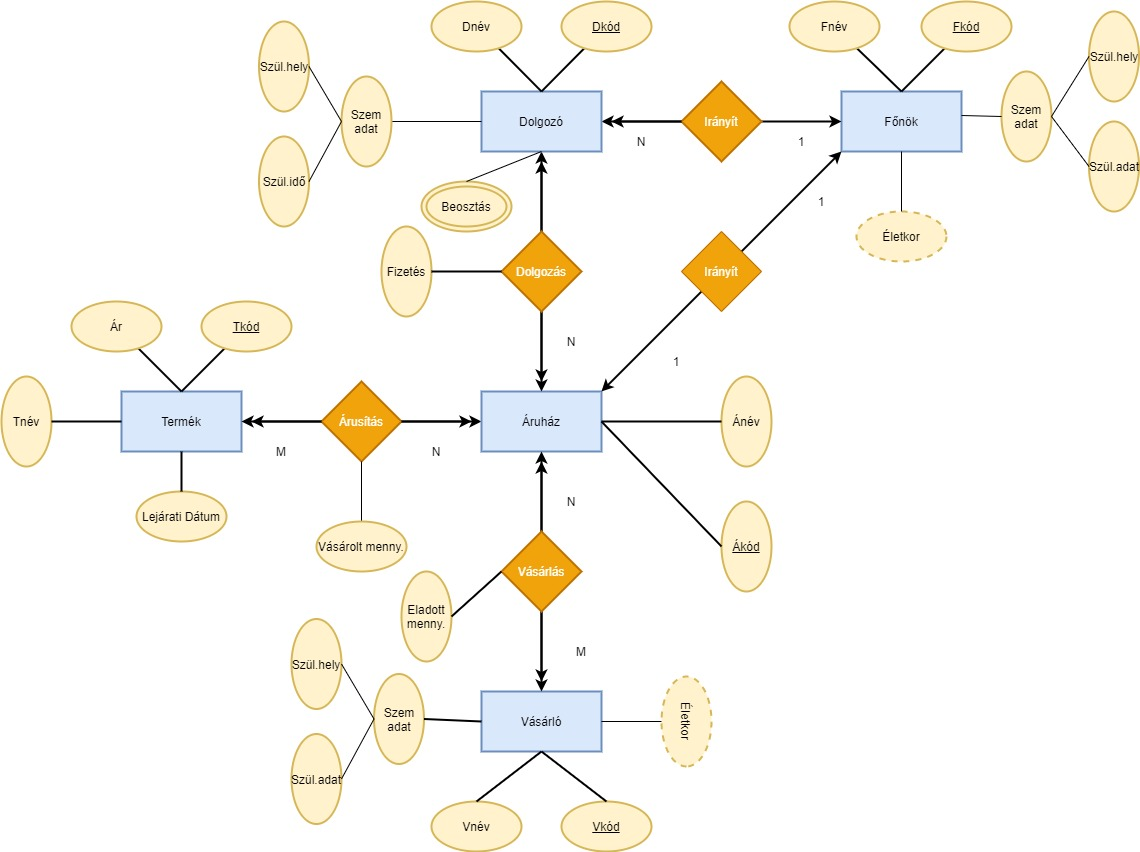 Dnév
Dkód
Fnév
Fkód
Szül.hely
Szem
adat
Szül.idő
Dolgozó
N
Irányít
1
Főnök
Szem
adat
Szül.hely
Szül.adat
Beosztás
Életkor
1
Fizetés
Dolgozás
Irányít
N
1
Ár
Tkód
Tnév
Termék
M
Árusítás
N
Áruház
Ánév
Lejárati Dátum
Vásárolt menny.
N
Ákód
Vásárlás
Eladott
menny.
M
Szül.hely
Szem
adat
Szül.adat
Vásárló
Életkor
Vnév
Vkód